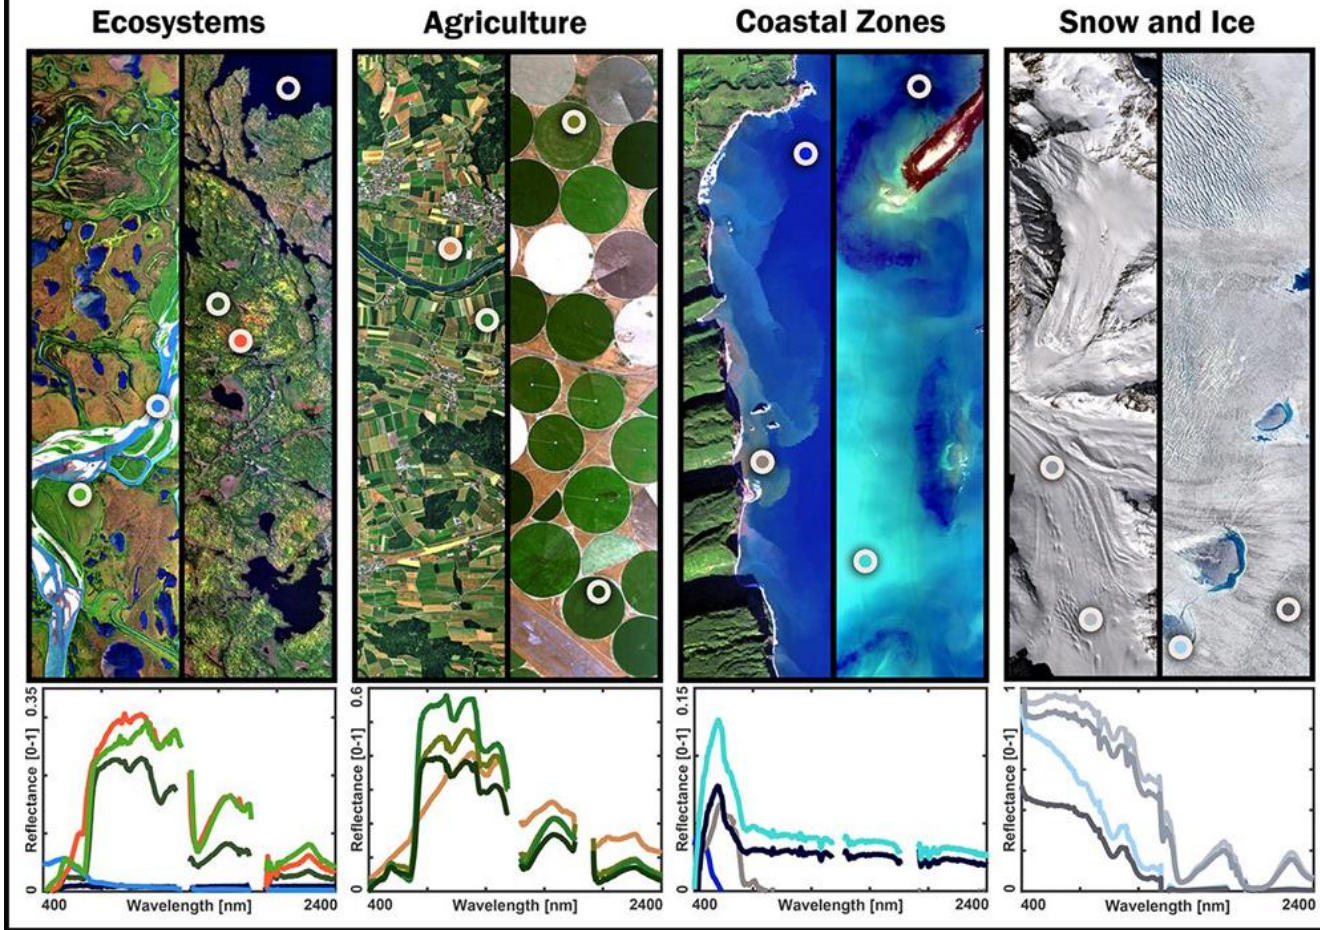 Ecosystems
Agriculture
Coastal Zones
Snow and Ice
Reflectance [0-1]
0.35
0
400
Wavelength [nm]
2400
Reflectance [0-1]
0.6
0
400
Wavelength [nm]
2400
Reflectance [0-1]
0.15
0
400
Wavelength [nm]
2400
Reflectance [0-1]
1
0
400
Wavelength [nm]
2400